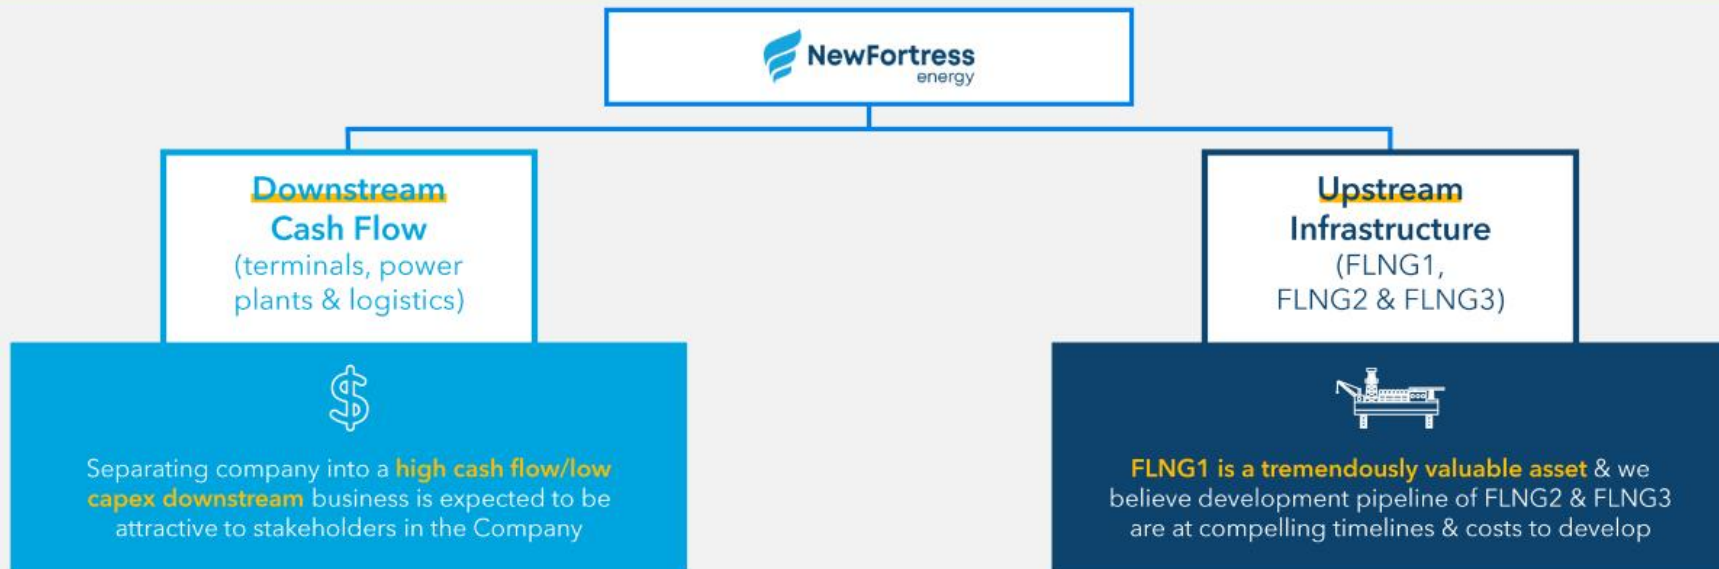 NewFortress
energy
Downstream
Cash Flow
(terminals, power
plants & logistics)
Separating company into a high cash flow/low
capex downstream business is expected to be
attractive to stakeholders in the Company
Upstream
Infrastructure
(FLNG1,
FLNG2 & FLNG3)
FLNG1 is a tremendously valuable asset & we
believe development pipeline of FLNG2 & FLNG3
are at compelling timelines & costs to develop